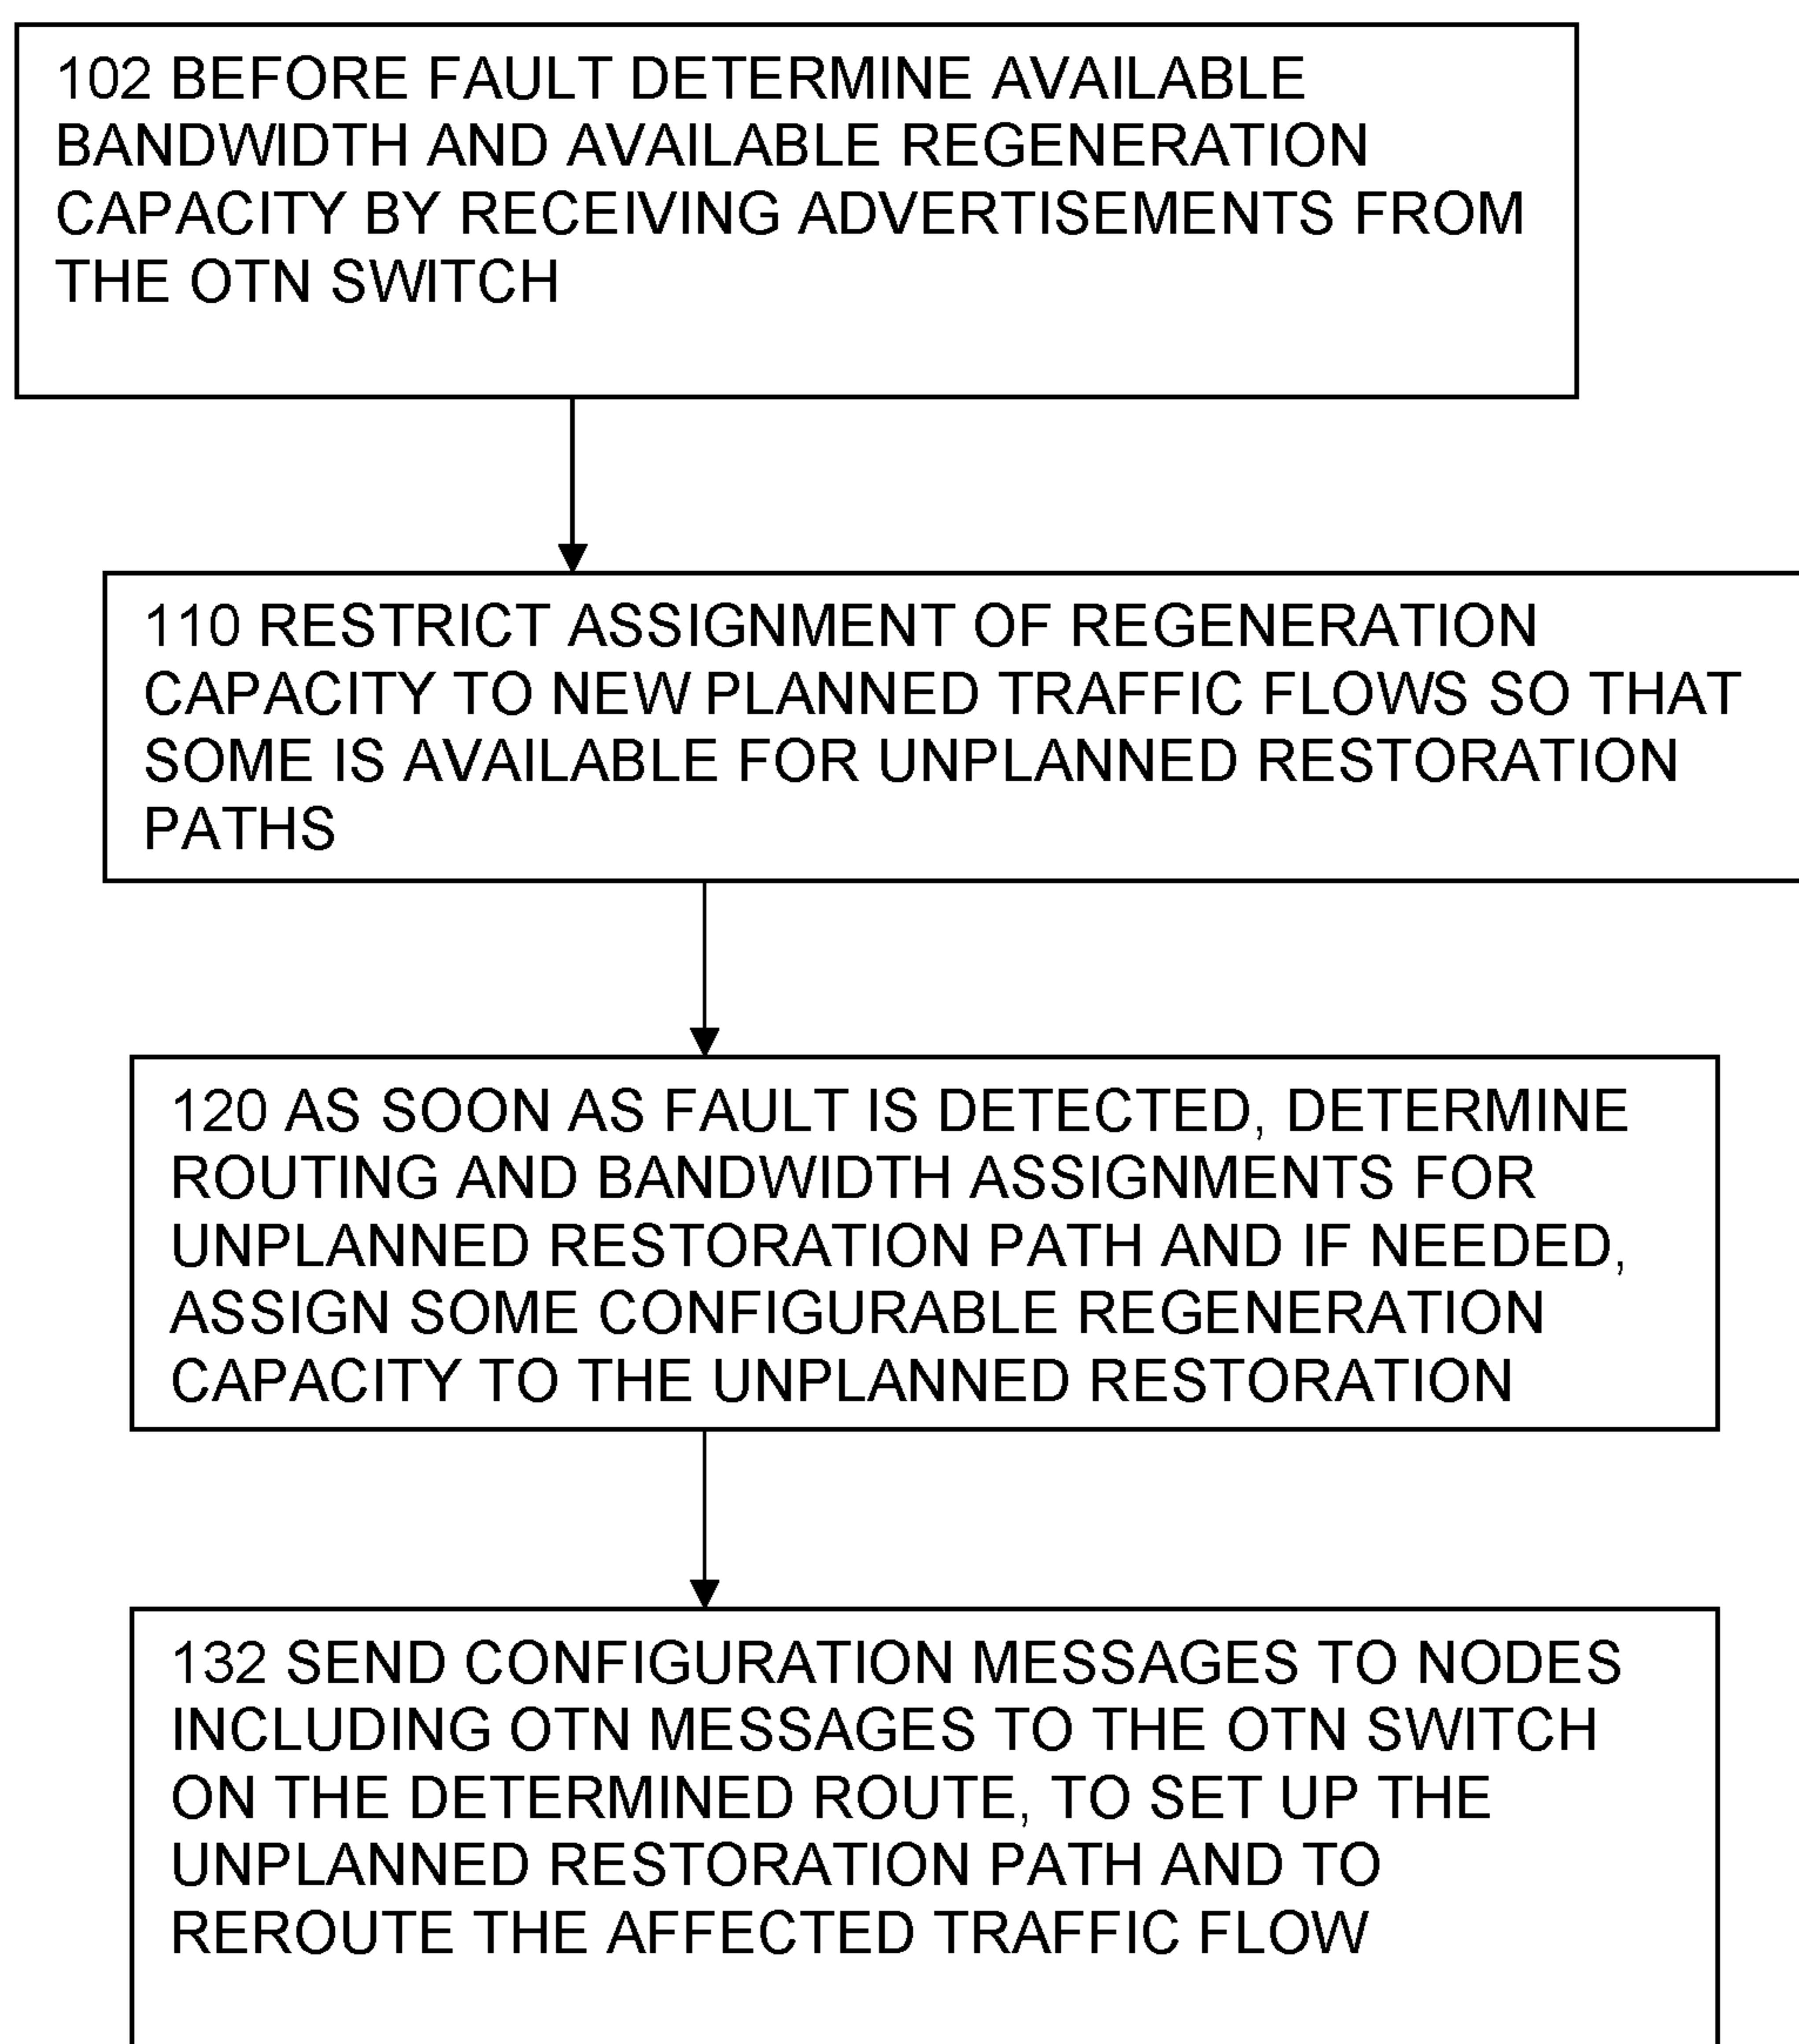 102 BEFORE FAULT DETERMINE AVAILABLE
BANDWIDTH AND AVAILABLE REGENERATION
CAPACITY BY RECEIVING ADVERTISEMENTS FROM
THE OTN SWITCH
110 RESTRICT ASSIGNMENT OF REGENERATION
CAPACITY TO NEW PLANNED TRAFFIC FLOWS SO THAT
SOME IS AVAILABLE FOR UNPLANNED RESTORATION
PATHS
120 AS SOON AS FAULT IS DETECTED, DETERMINE
ROUTING AND BANDWIDTH ASSIGNMENTS FOR
UNPLANNED RESTORATION PATH AND IF NEEDED,
ASSIGN SOME CONFIGURABLE REGENERATION
CAPACITY TO THE UNPLANNED RESTORATION
132 SEND CONFIGURATION MESSAGES TO NODES
INCLUDING OTN MESSAGES TO THE OTN SWITCH
ON THE DETERMINED ROUTE, TO SET UP THE
UNPLANNED RESTORATION PATH AND TO
REROUTE THE AFFECTED TRAFFIC FLOW